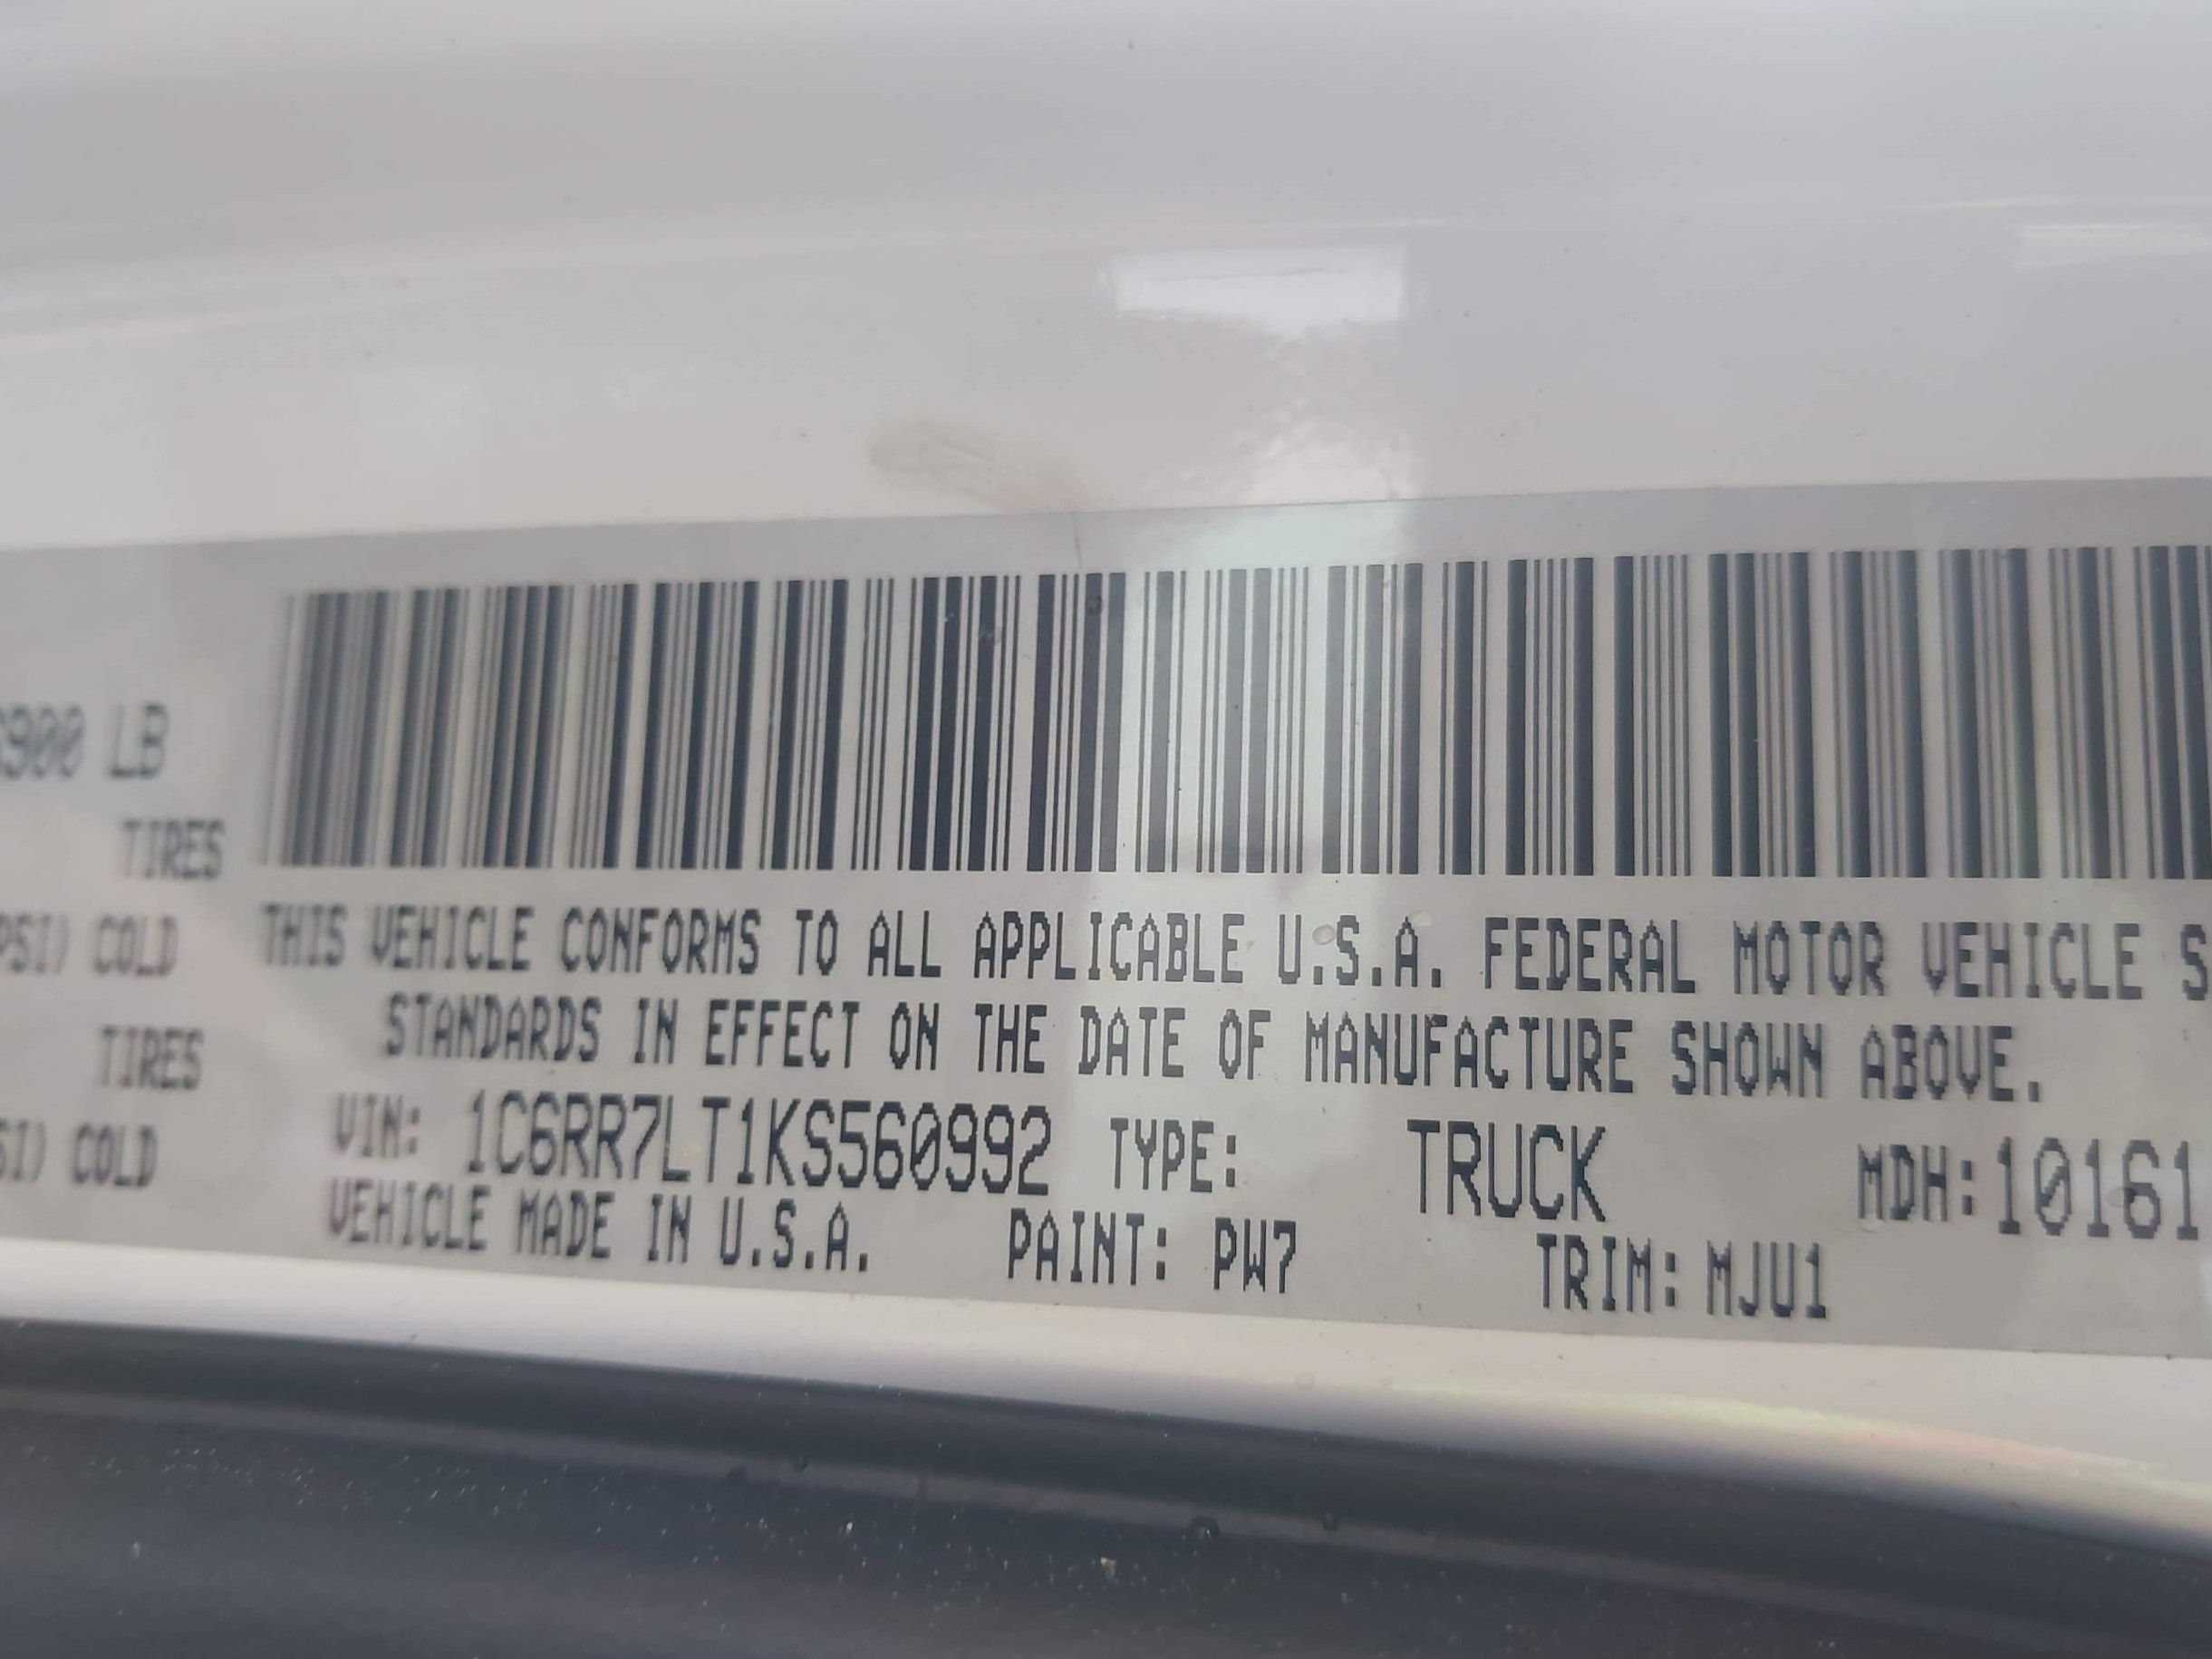 900 LB
TIRES
PSI) COLD
TIRES
SI) COLD
THIS VEHICLE CONFORMS TO ALL APPLICABLE U.S.A. FEDERAL MOTOR VEHICLE S
STANDARDS IN EFFECT ON THE DATE OF MANUFACTURE SHOWN ABOVE.
VIN: 1C6RR7LT1KS560992 TYPE: TRUCK MDH:10161
VEHICLE MADE IN U.S.A. PAINT: PW7 TRIM: MJU1